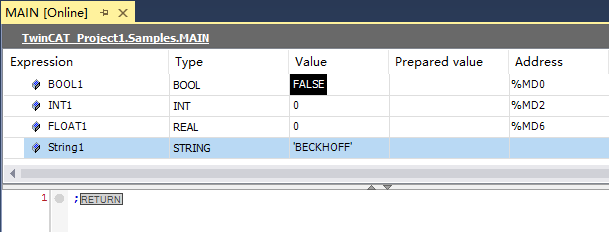 MAIN [Online]
TwinCAT_Project1.Samples.MAIN
Expression Type Value Prepared value Address
BOOL1 BOOL FALSE %MD0
INT1 INT 0 %MD2
FLOAT1 REAL 0 %MD6
String1 STRING 'BECKHOFF'
1 ;RETURN